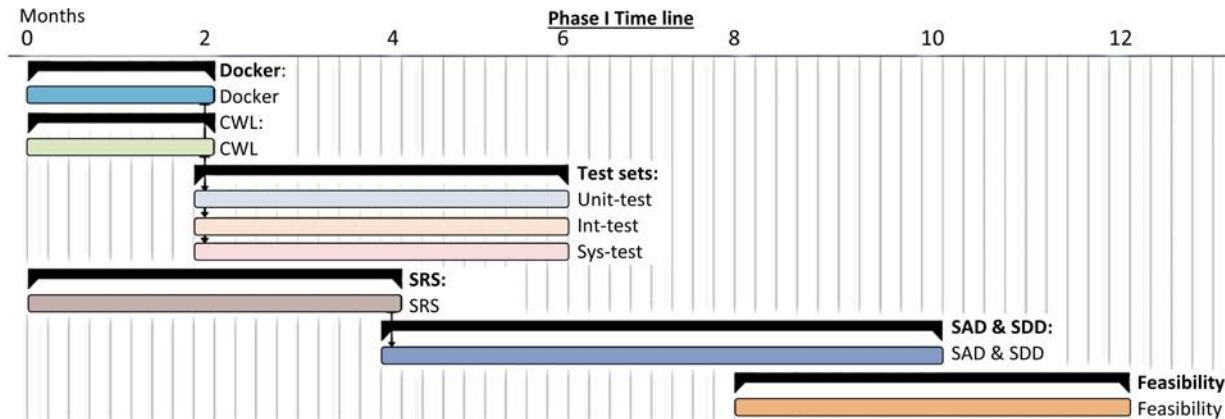 Months
Phase I Time line
0 2 4 6 8 10 12
Docker:
Docker
CWL:
CWL
Test sets:
Unit-test
Int-test
Sys-test
SRS:
SRS
SAD & SDD:
SAD & SDD
Feasibility
Feasibility